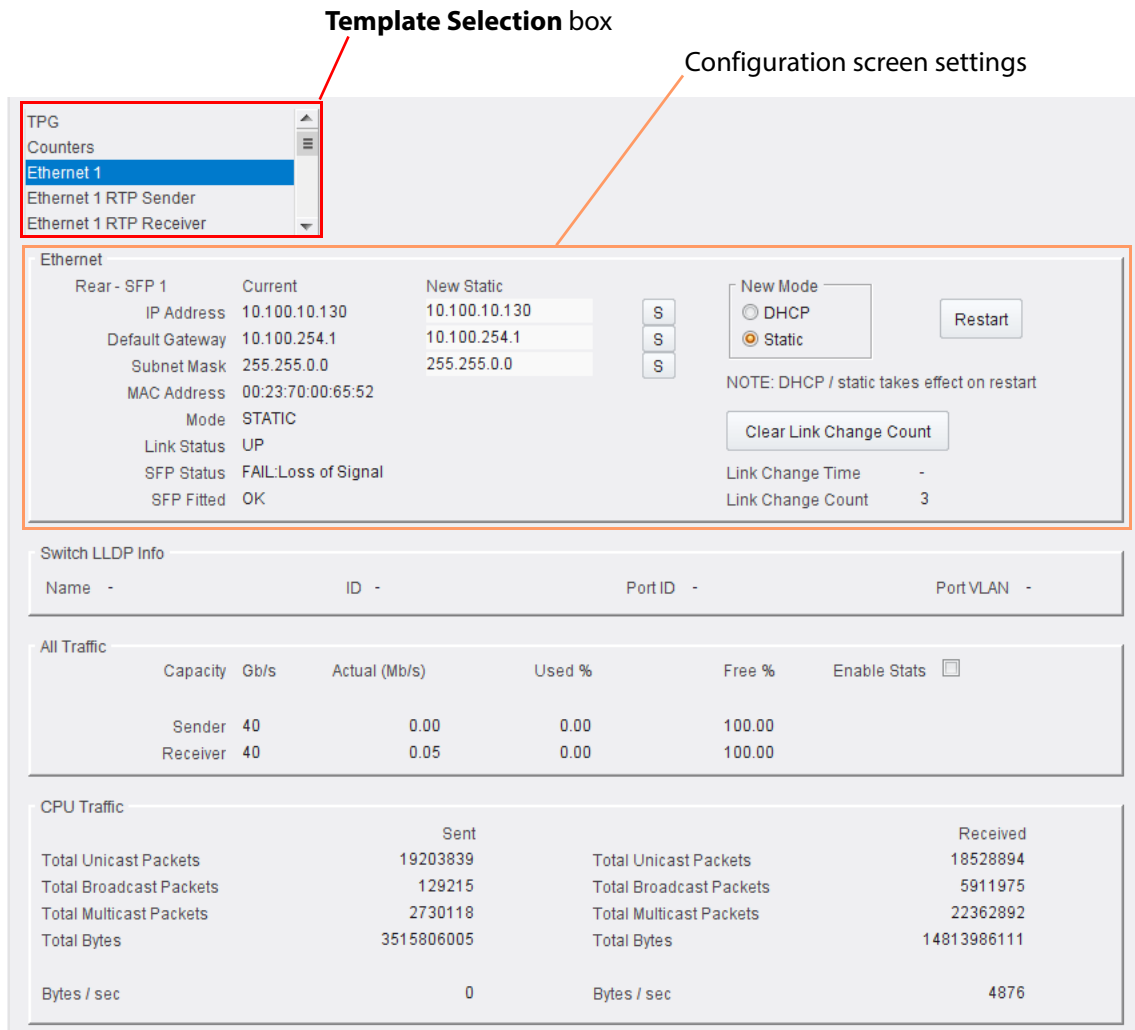 Template Selection box
Configuration screen settings
TPG
Counters
Ethernet 1
Ethernet 1 RTP Sender
Ethernet 1 RTP Receiver
Ethernet
Rear - SFP 1 Current New Static New Mode
IP Address 10.100.10.130 10.100.10.130 S DHCP Restart
Default Gateway 10.100.254.1 10.100.254.1 S Static
Subnet Mask 255.255.0.0 255.255.0.0 S
MAC Address 00:23:70:00:65:52 NOTE: DHCP / static takes effect on restart
Mode STATIC
Link Status UP Clear Link Change Count
SFP Status FAIL:Loss of Signal Link Change Time -
SFP Fitted OK Link Change Count 3
Switch LLDP Info
Name - ID - Port ID - Port VLAN -
All Traffic
Capacity Gb/s Actual (Mb/s) Used % Free % Enable Stats
Sender 40 0.00 0.00 100.00
Receiver 40 0.05 0.00 100.00
CPU Traffic
Sent Received
Total Unicast Packets 19203839 Total Unicast Packets 18528894
Total Broadcast Packets 129215 Total Broadcast Packets 5911975
Total Multicast Packets 2730118 Total Multicast Packets 22362892
Total Bytes 3515806005 Total Bytes 14813986111
Bytes / sec 0 Bytes / sec 4876